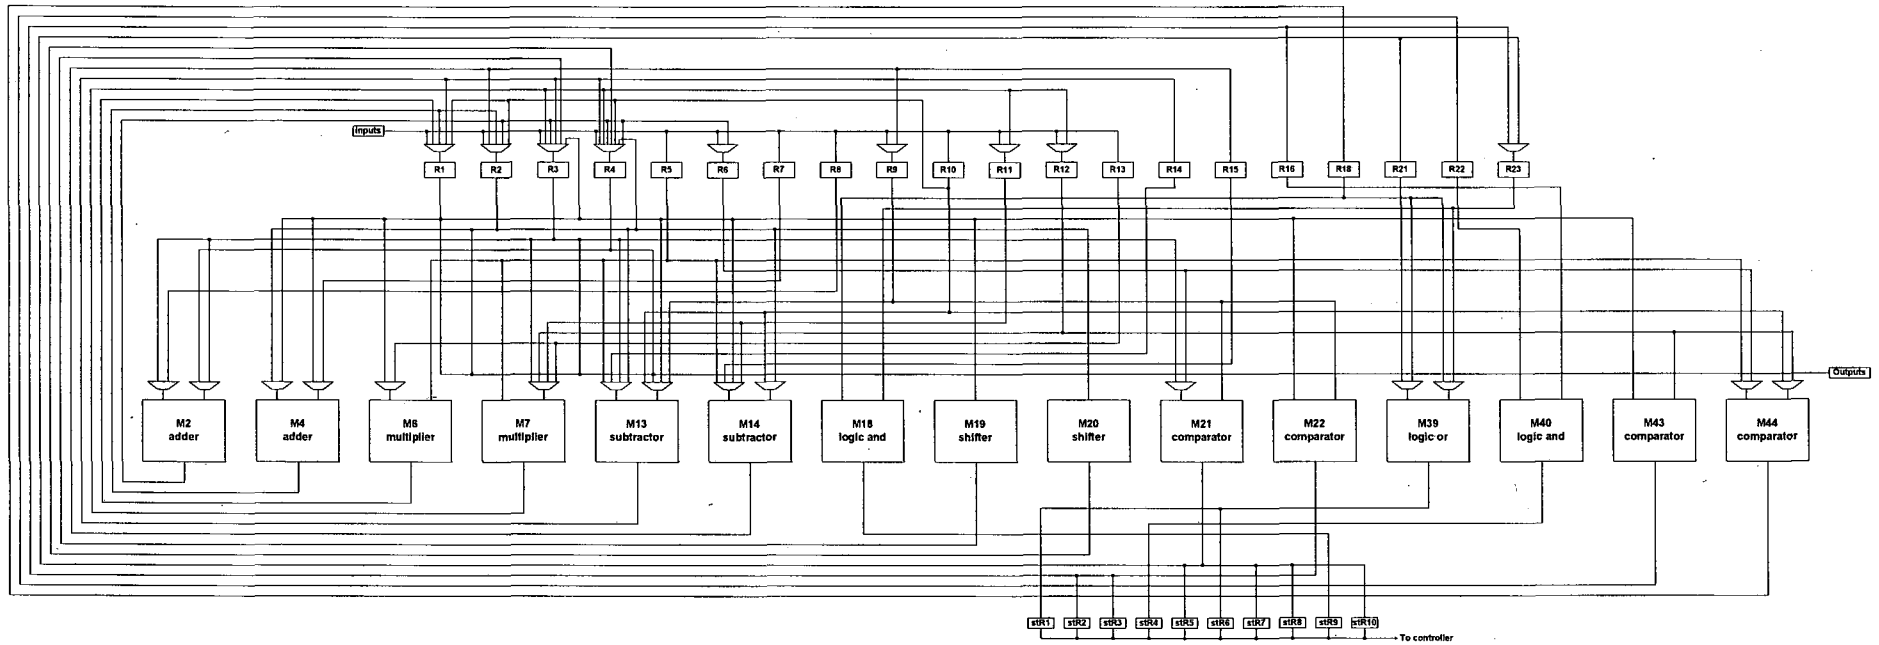 Inputs
R1 R2 R3 R4 R5 R6 R7 R8 R9 R10 R11 R12 R13 R14 R15 R16 R18 R21 R22 R23
Outputs
M2 M4 M6 M7 M13 M14 M18 M19 M20 M21 M22 M39 M40 M43 M44
adder adder multiplier multiplier subtractor subtractor logic and shifter shifter comparator comparator logic or logic and comparator comparator
stR1 stR2 stR3 stR4 stR5 stR6 stR7 stR8 stR9 stR10
To controller